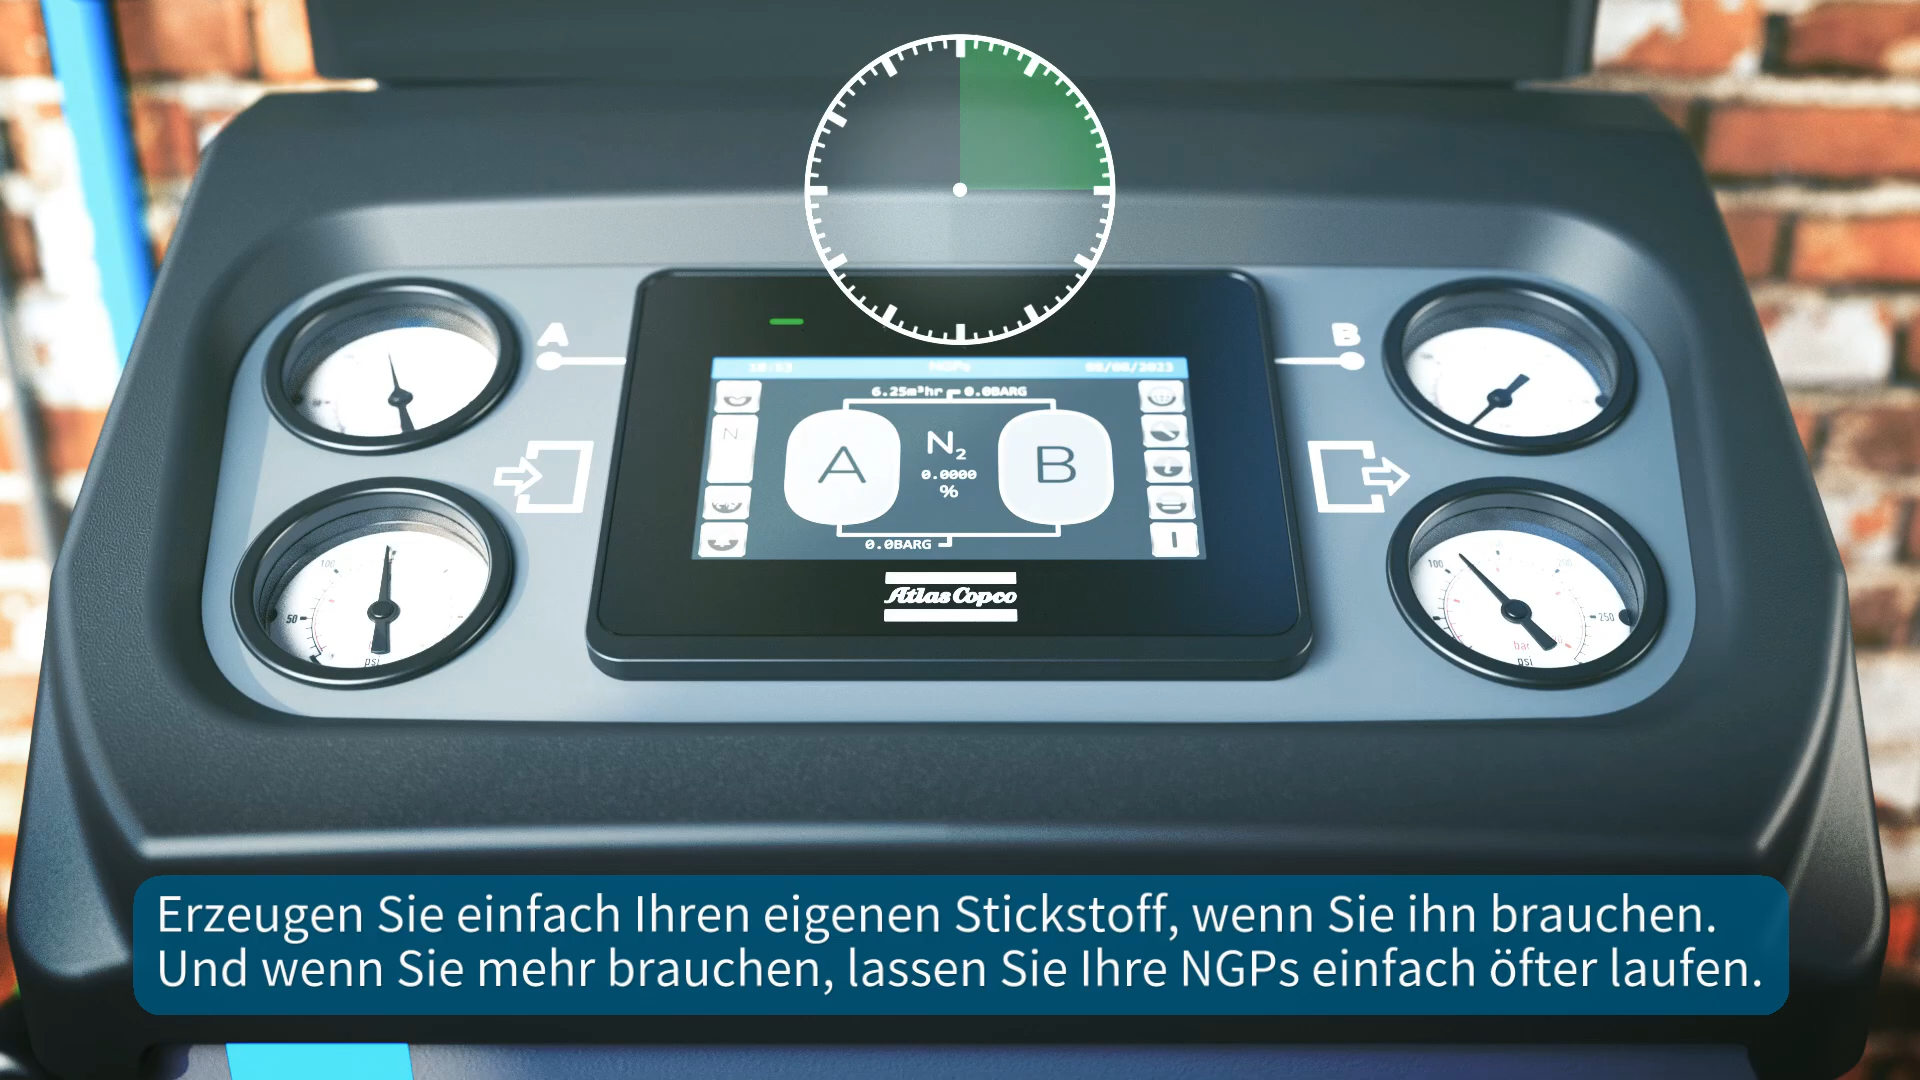 A
B
6.25m³hr
0.0BARG
N
A
N₂
0.0000
%
B
0.0BARG
Atlas Copco
100
50
psi
100
200
250
bar
psi
Erzeugen Sie einfach Ihren eigenen Stickstoff, wenn Sie ihn brauchen.
Und wenn Sie mehr brauchen, lassen Sie Ihre NGPs einfach öfter laufen.